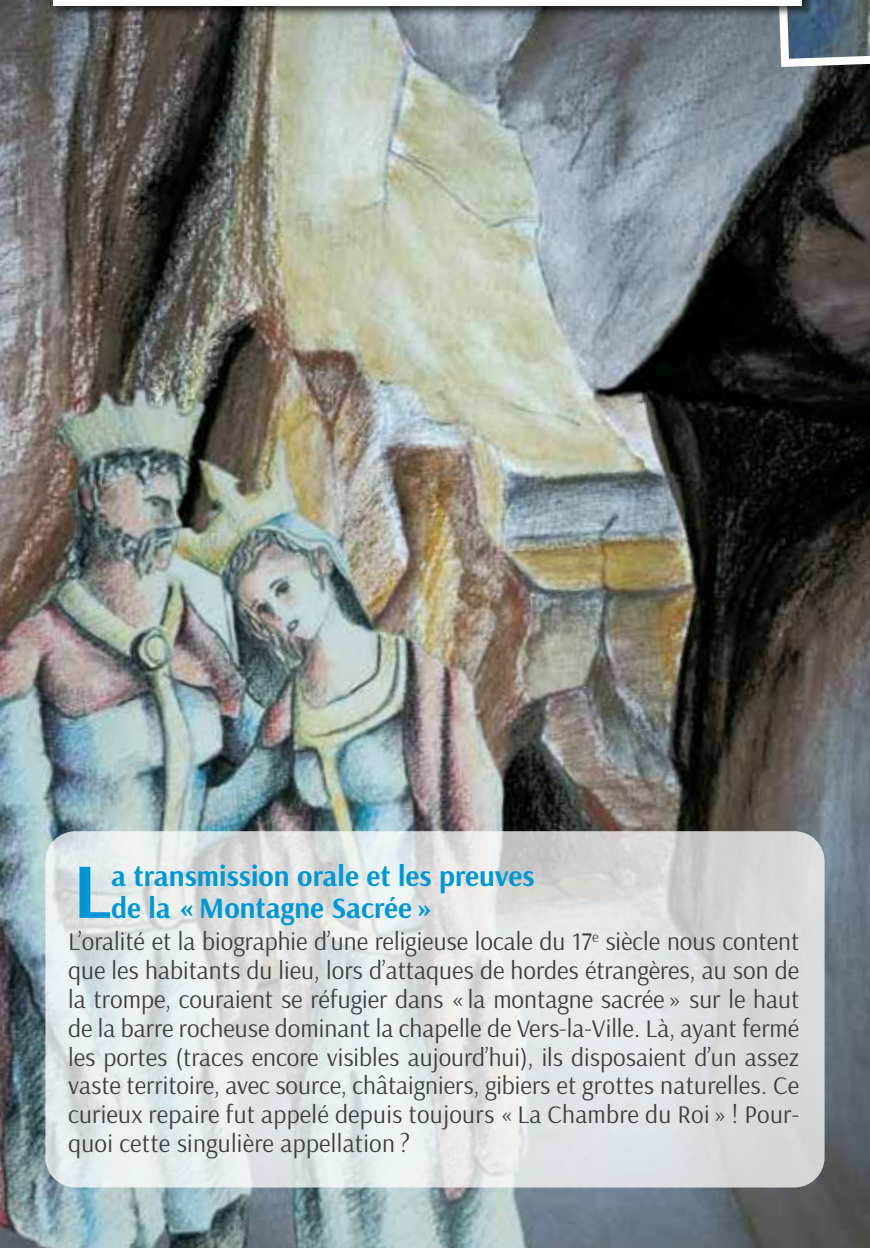 La transmission orale et les preuves
de la « Montagne Sacrée »
L’oralité et la biographie d’une religieuse locale du 17e siècle nous content
que les habitants du lieu, lors d’attaques de hordes étrangères, au son de
la trompe, couraient se réfugier dans « la montagne sacrée » sur le haut
de la barre rocheuse dominant la chapelle de Vers-la-Ville. Là, ayant fermé
les portes (traces encore visibles aujourd’hui), ils disposaient d’un assez
vaste territoire, avec source, châtaigniers, gibiers et grottes naturelles. Ce
curieux repaire fut appelé depuis toujours « La Chambre du Roi » ! Pour-
quoi cette singulière appellation ?